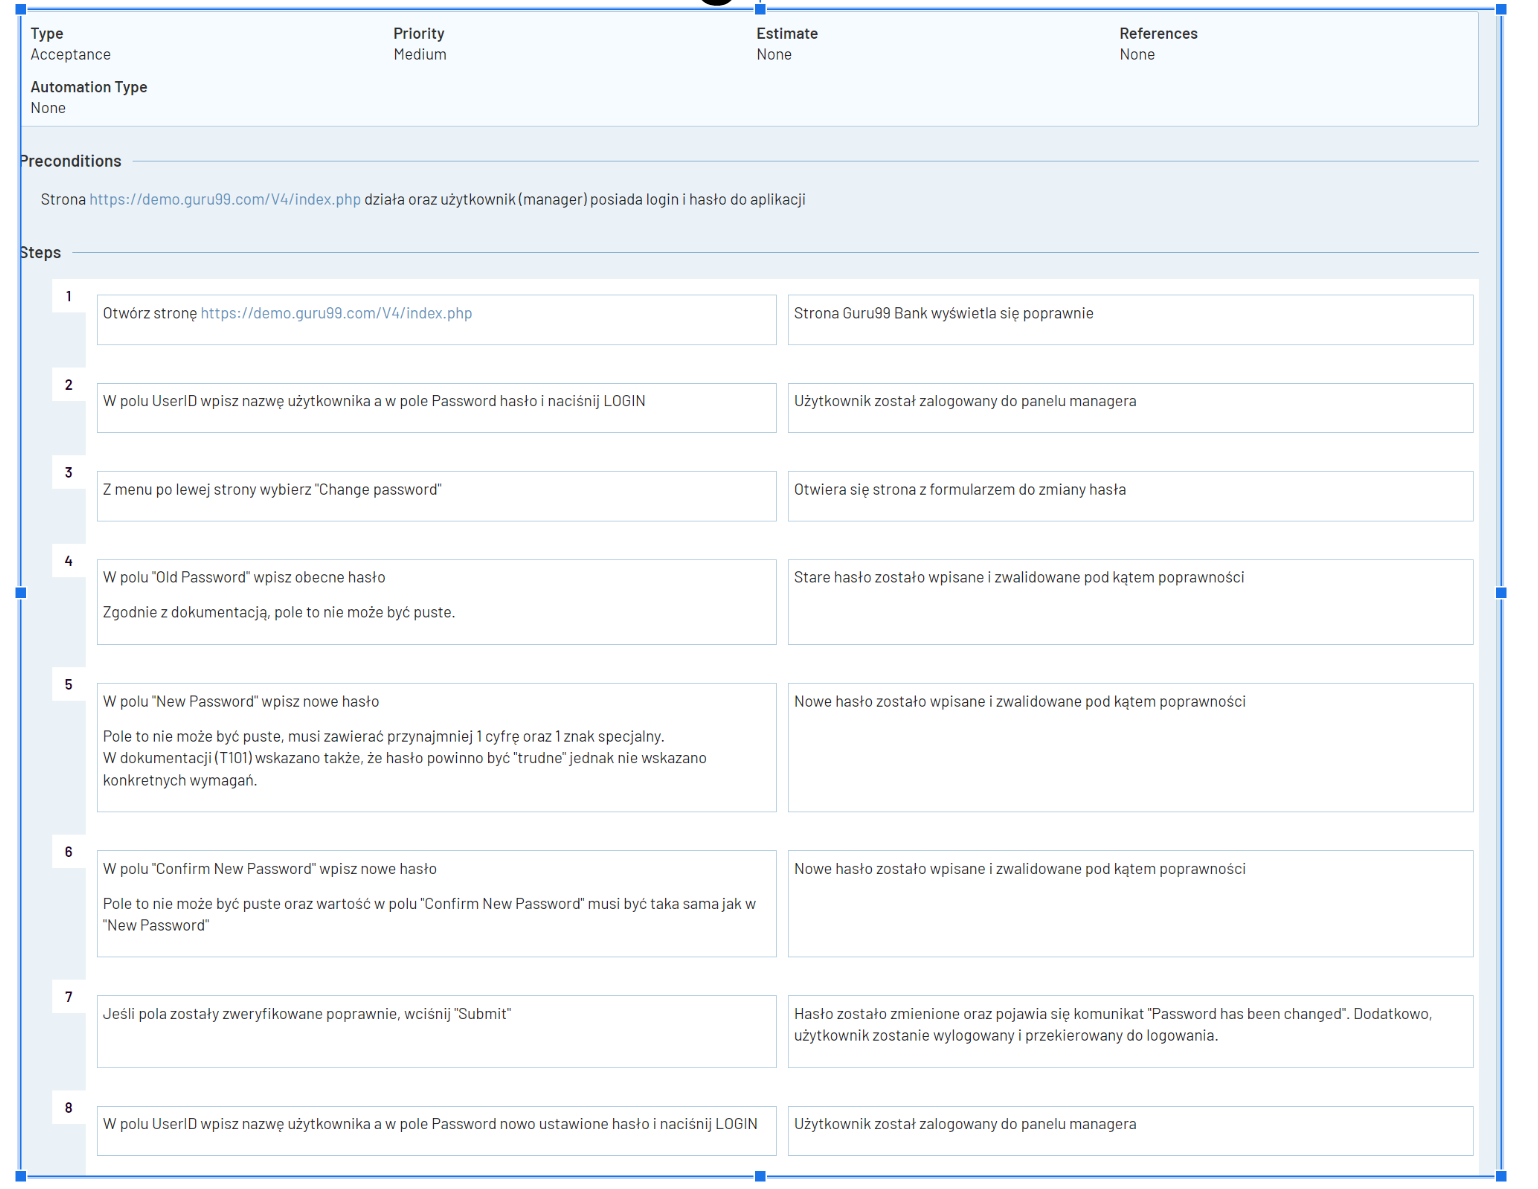 Type
Acceptance
Priority
Medium
Estimate
None
References
None
Automation Type
None
Preconditions
Strona https://demo.guru99.com/V4/index.php działa oraz użytkownik (manager) posiada login i hasło do aplikacji
Steps
1
Otwórz stronę https://demo.guru99.com/V4/index.php
Strona Guru99 Bank wyświetla się poprawnie
2
W polu UserID wpisz nazwę użytkownika a w pole Password hasło i naciśnij LOGIN
Użytkownik został zalogowany do panelu managera
3
Z menu po lewej strony wybierz "Change password"
Otwiera się strona z formularzem do zmiany hasła
4
W polu "Old Password" wpisz obecne hasło
Zgodnie z dokumentacją, pole to nie może być puste.
Stare hasło zostało wpisane i zwalidowane pod kątem poprawności
5
W polu "New Password" wpisz nowe hasło
Pole to nie może być puste, musi zawierać przynajmniej 1 cyfrę oraz 1 znak specjalny.
W dokumentacji (T101) wskazano także, że hasło powinno być "trudne" jednak nie wskazano
konkretnych wymagań.
Nowe hasło zostało wpisane i zwalidowane pod kątem poprawności
6
W polu "Confirm New Password" wpisz nowe hasło
Pole to nie może być puste oraz wartość w polu "Confirm New Password" musi być taka sama jak w
"New Password"
Nowe hasło zostało wpisane i zwalidowane pod kątem poprawności
7
Jeśli pola zostały zweryfikowane poprawnie, wciśnij "Submit"
Hasło zostało zmienione oraz pojawia się komunikat "Password has been changed". Dodatkowo,
użytkownik zostanie wylogowany i przekierowany do logowania.
8
W polu UserID wpisz nazwę użytkownika a w pole Password nowo ustawione hasło i naciśnij LOGIN
Użytkownik został zalogowany do panelu managera